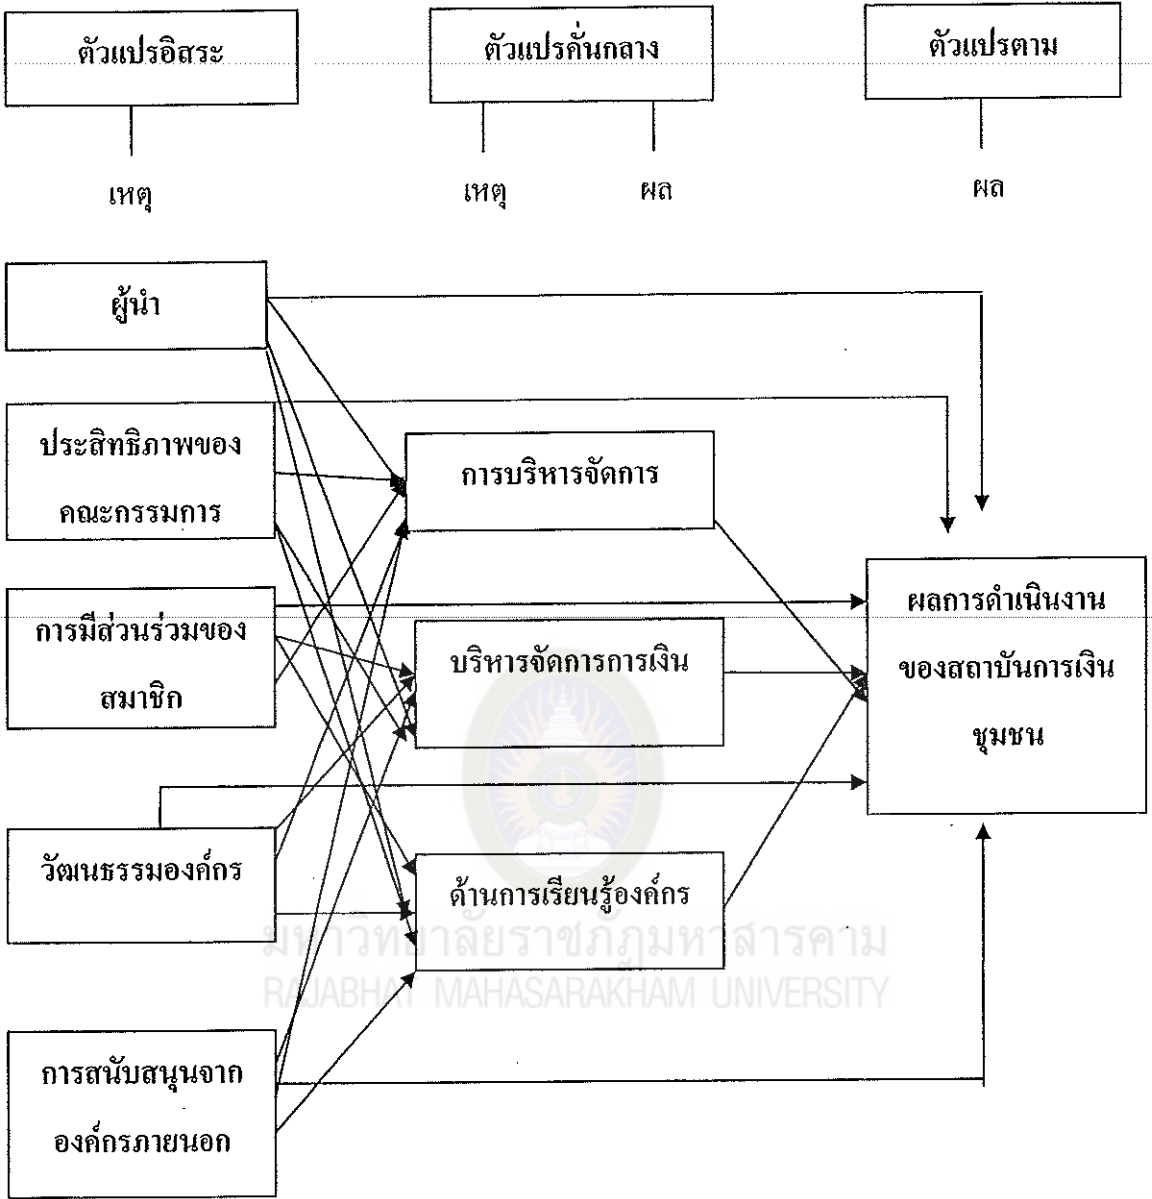 ตัวแปรอิสระ
ตัวแปรคั่นกลาง
ตัวแปรตาม
เหตุ
เหตุ
ผล
ผล
ผู้นำ
ประสิทธิภาพของ
คณะกรรมการ
การมีส่วนร่วมของ
สมาชิก
วัฒนธรรมองค์กร
การสนับสนุนจาก
องค์กรภายนอก
การบริหารจัดการ
บริหารจัดการการเงิน
ด้านการเรียนรู้องค์กร
ผลการดำเนินงาน
ของสถาบันการเงิน
ชุมชน
มหาวิทยาลัยราชภัฏมหาสารคาม
RAJABHAT MAHASARAKHAM UNIVERSITY